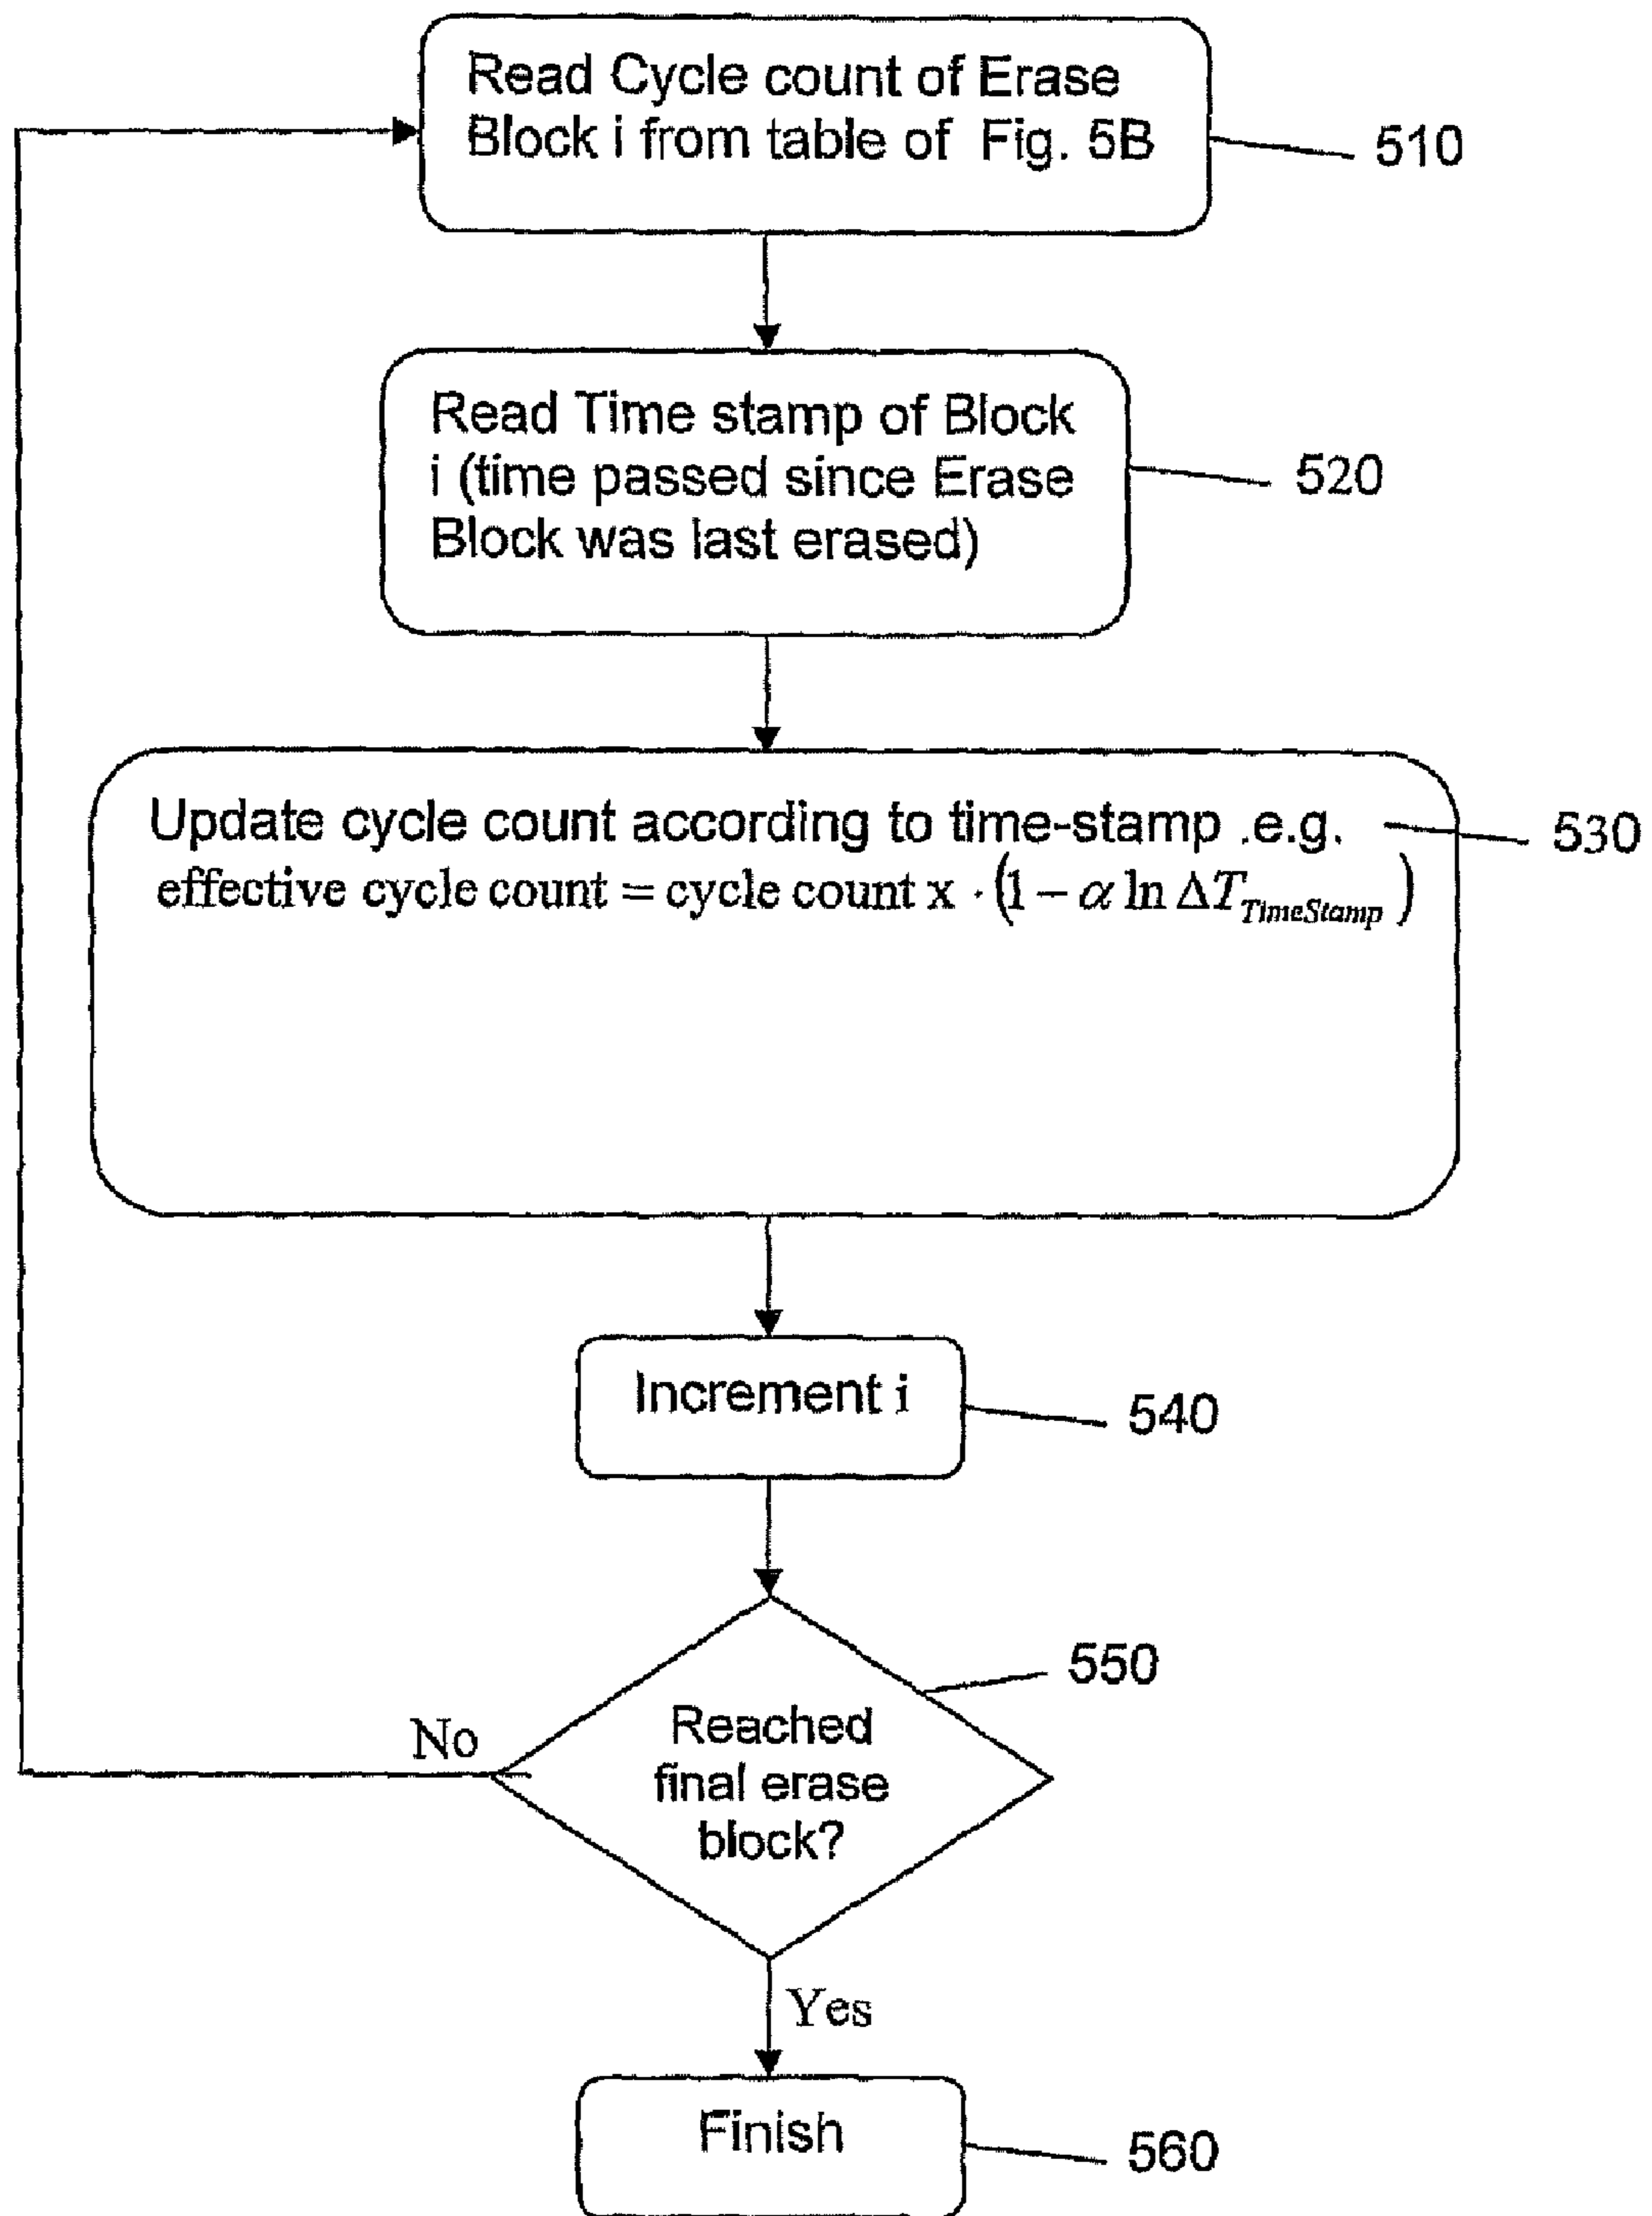 Read Cycle count of Erase
Block i from table of Fig. 5B
510
Read Time stamp of Block
i (time passed since Erase
Block was last erased)
520
Update cycle count according to time-stamp .e.g.
530
effective cycle count = cycle count x · (1 − α ln ΔT_TimeStamp)
Increment i
540
550
Reached
final erase
block?
No
Yes
Finish
560